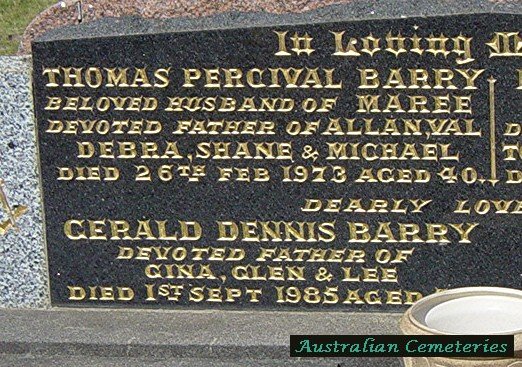 In Loving
THOMAS PERCIVAL BARRY
BELOVED HUSBAND OF MAREE
DEVOTED FATHER OF ALLAN, VAL
DEBRA, SHANE & MICHAEL
DIED 26TH FEB 1973 AGED 40.
DEARLY
GERALD DENNIS BARRY
DEVOTED FATHER OF
GINA, GLEN & LEE
DIED 1ST SEPT 1985 AGED
Australian Cemeteries